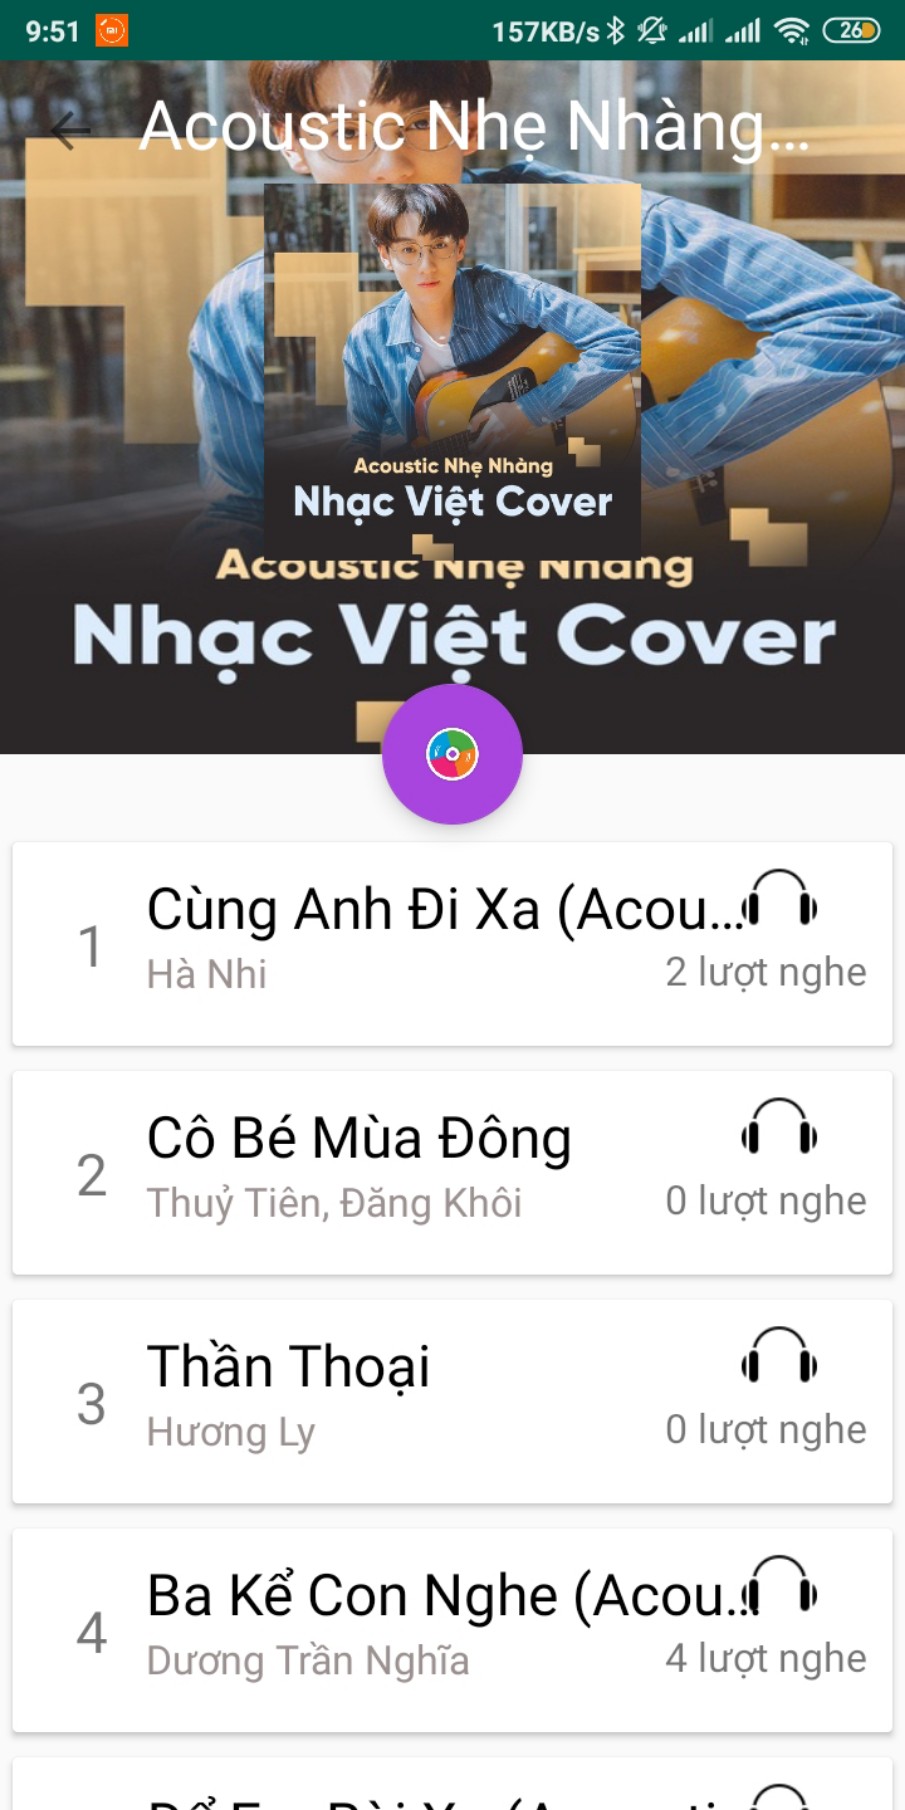 9:51
157KB/s
26
Acoustic Nhẹ Nhàng...
Acoustic Nhẹ Nhàng
Nhạc Việt Cover
Acoustic Nhẹ Nhàng
Nhạc Việt Cover
1
Cùng Anh Đi Xa (Acou...
Hà Nhi
2 lượt nghe
2
Cô Bé Mùa Đông
Thuỷ Tiên, Đăng Khôi
0 lượt nghe
3
Thần Thoại
Hương Ly
0 lượt nghe
4
Ba Kể Con Nghe (Acou...
Dương Trần Nghĩa
4 lượt nghe